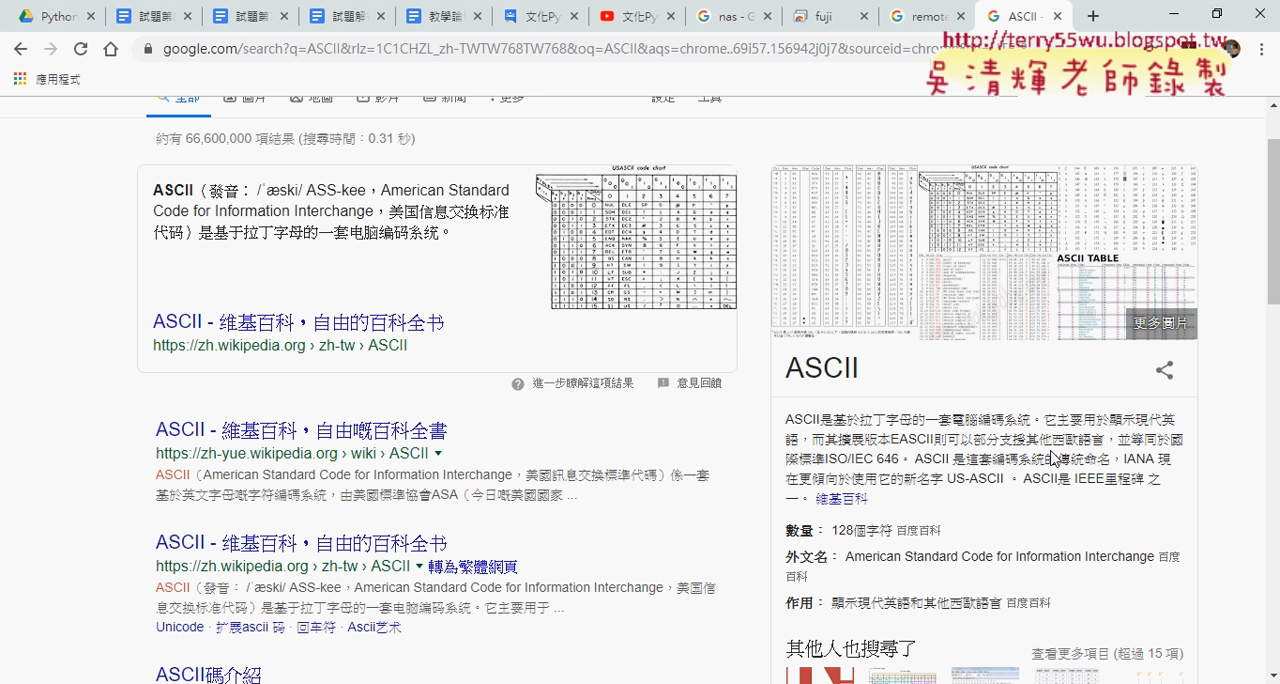 Python
試題第
試題第
試題解
教學輔
文化Py
文化Py
nas - G
fuji
remote
ASCII -
google.com/search?q=ASCII&rlz=1C1CHZL_zh-TWTW768TW768&oq=ASCII&aqs=chrome..69i57.156942j0j7&sourceid=chro
http://terry55wu.blogspot.tw
吳清輝老師錄製
應用程式
全部 圖片 地圖 影片 新聞 更多 設定 工具
約有 66,600,000 項結果 (搜尋時間：0.31 秒)
ASCII（發音： /ˈæski/ ASS-kee，American Standard
Code for Information Interchange，美国信息交换标准
代码）是基于拉丁字母的一套电脑编码系统。
USASCII code chart
ASCII - 维基百科，自由的百科全书
https://zh.wikipedia.org › zh-tw › ASCII
進一步瞭解這項結果 意見回饋
ASCII - 維基百科，自由嘅百科全書
https://zh-yue.wikipedia.org › wiki › ASCII
ASCII（American Standard Code for Information Interchange，美國訊息交換標準代碼）係一套
基於英文字母嘅字符編碼系統，由美國標準協會ASA（今日嘅美國國家 ...
ASCII - 维基百科，自由的百科全书
https://zh.wikipedia.org › zh-tw › ASCII 轉為繁體網頁
ASCII（發音： /ˈæski/ ASS-kee，American Standard Code for Information Interchange，美国信
息交换标准代码）是基于拉丁字母的一套电脑编码系统。它主要用于 ...
Unicode · 扩展ascii 码 · 回车符 · Ascii艺术
ASCII碼介紹
USASCII code chart
ASCII TABLE
更多圖片
ASCII
ASCII是基於拉丁字母的一套電腦編碼系統。它主要用於顯示現代英
語，而其擴展版本EASCII則可以部分支援其他西歐語言，並等同於國
際標準ISO/IEC 646。 ASCII 是這套編碼系統的傳統命名，IANA 現
在更傾向於使用它的新名字 US-ASCII 。 ASCII是 IEEE里程碑 之
一。 维基百科
數量： 128個字符 百度百科
外文名： American Standard Code for Information Interchange 百度
百科
作用： 顯示現代英語和其他西歐語言 百度百科
其他人也搜尋了
查看更多項目 (超過 15 項)